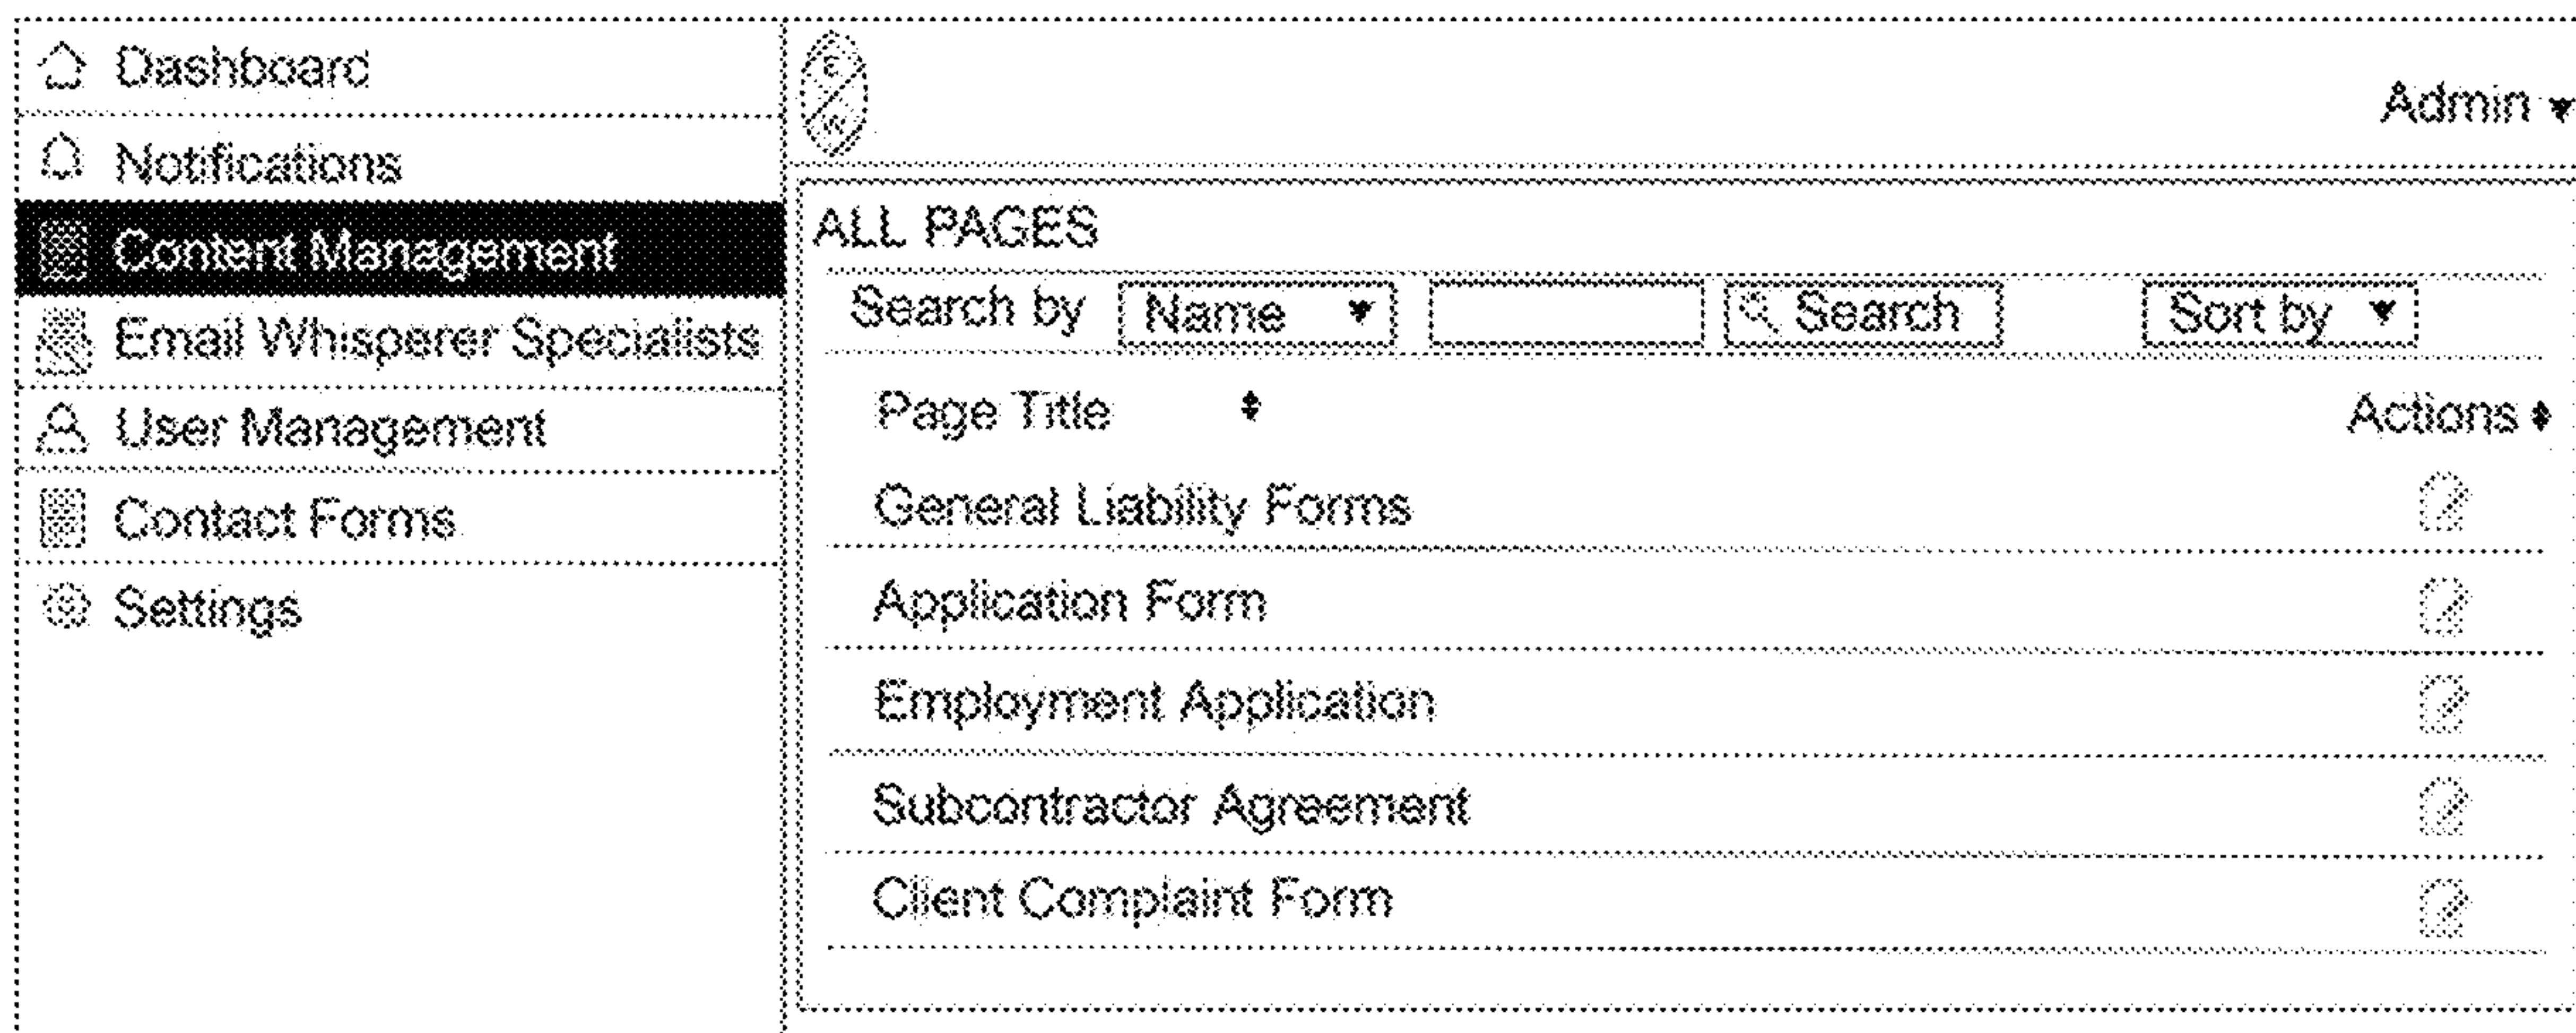 Dashboard
Notifications
Content Management
Email Whisperer Specialists
User Management
Contact Forms
Settings
E
W
Admin
ALL PAGES
Search by Name Search Sort by
Page Title Actions
General Liability Forms
Application Form
Employment Application
Subcontractor Agreement
Client Complaint Form